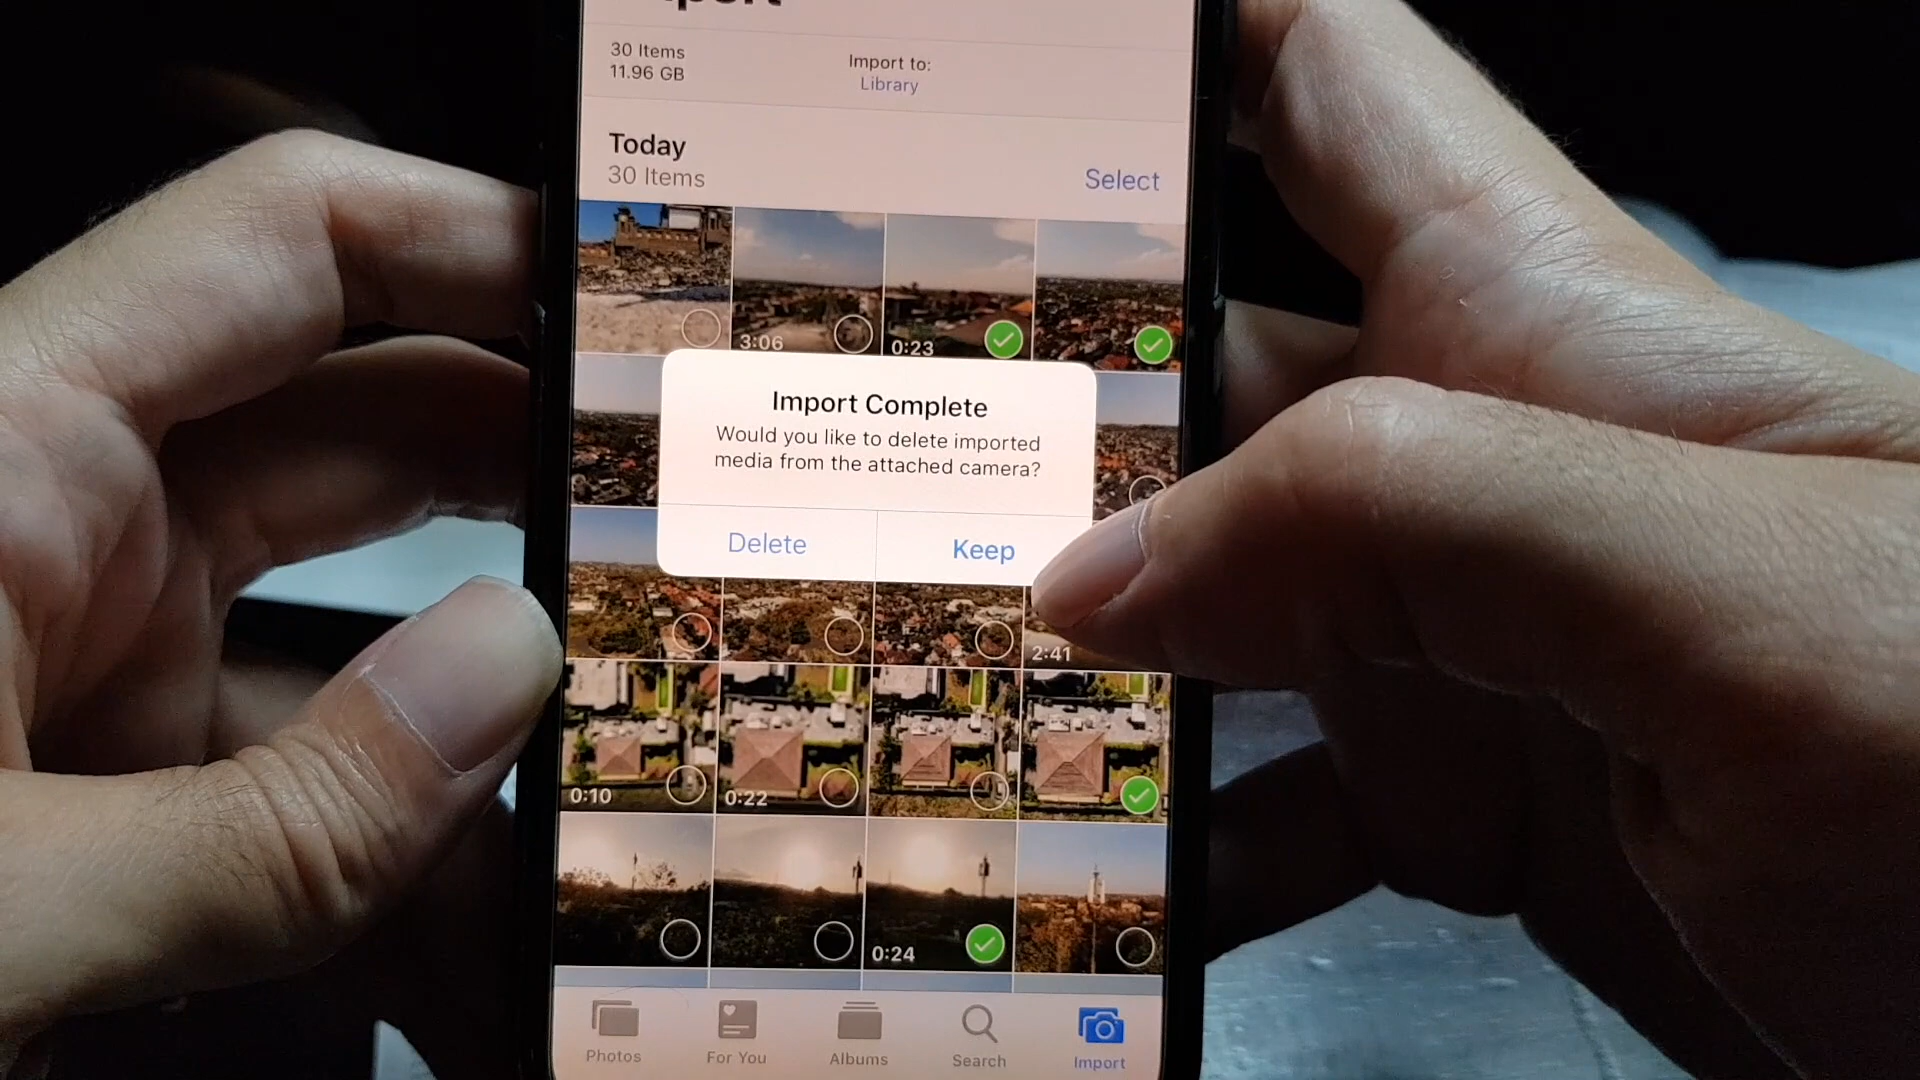 30 Items
11.96 GB
Import to:
Library
Today
30 Items
Select
3:06
0:23
Import Complete
Would you like to delete imported
media from the attached camera?
Delete
Keep
2:41
0:10
0:22
0:24
Photos
For You
Albums
Search
Import